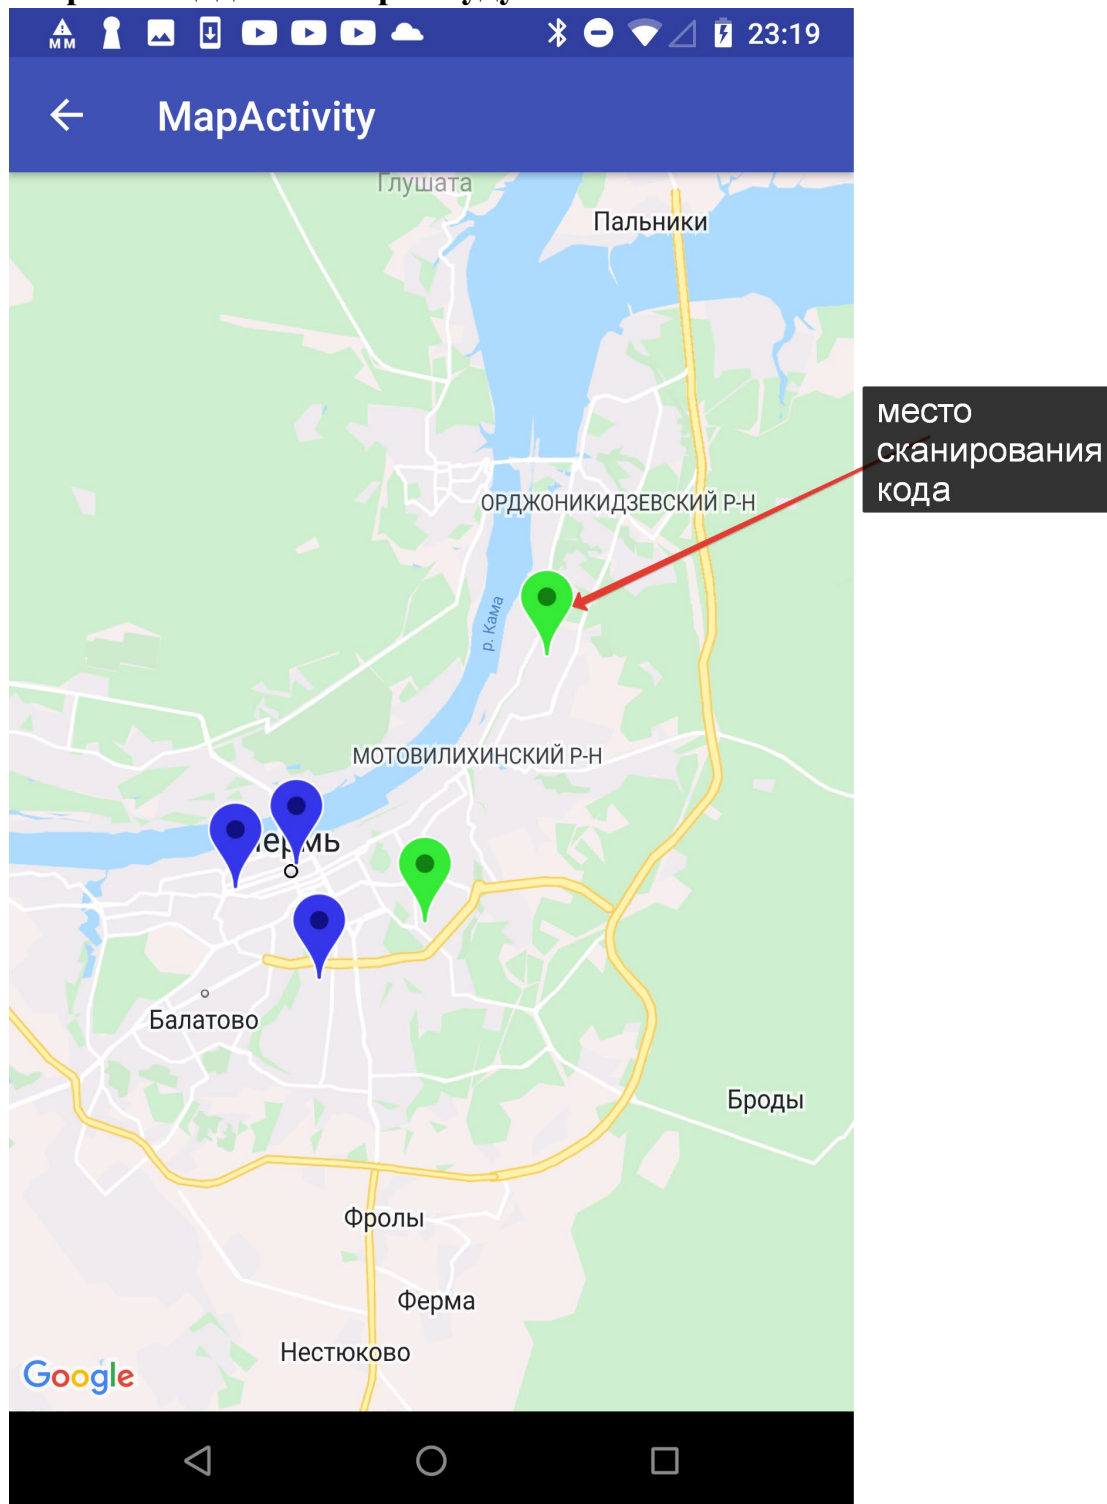 23:19
MapActivity
Глушата
Пальники
место
сканирования
кода
ОРДЖОНИКИДЗЕВСКИЙ Р-Н
р. Кама
МОТОВИЛИХИНСКИЙ Р-Н
Балатово
Броды
Фролы
Ферма
Нестюково
Google